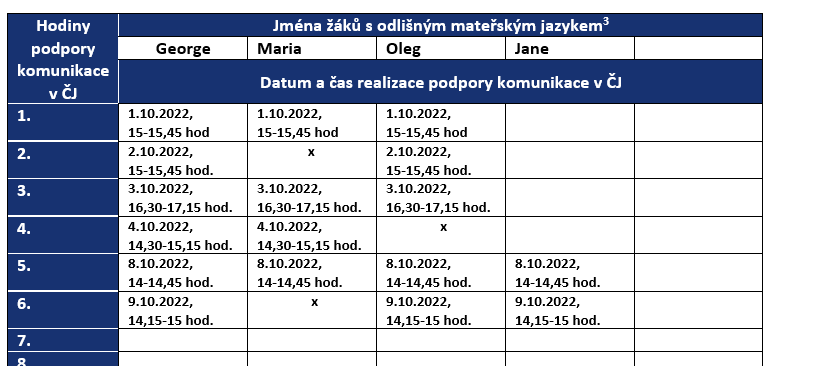 Hodiny podpory komunikace v ČJ
Jména žáků s odlišným mateřským jazykem³
George Maria Oleg Jane
Datum a čas realizace podpory komunikace v ČJ
1. 1.10.2022, 1.10.2022, 1.10.2022,
15-15,45 hod 15-15,45 hod 15-15,45 hod
2. 2.10.2022, x 2.10.2022,
15-15,45 hod. 15-15,45 hod.
3. 3.10.2022, 3.10.2022, 3.10.2022,
16,30-17,15 hod. 16,30-17,15 hod. 16,30-17,15 hod.
4. 4.10.2022, 4.10.2022, x
14,30-15,15 hod. 14,30-15,15 hod.
5. 8.10.2022, 8.10.2022, 8.10.2022, 8.10.2022,
14-14,45 hod. 14-14,45 hod. 14-14,45 hod. 14-14,45 hod.
6. 9.10.2022, x 9.10.2022, 9.10.2022,
14,15-15 hod. 14,15-15 hod. 14,15-15 hod.
7.
8.